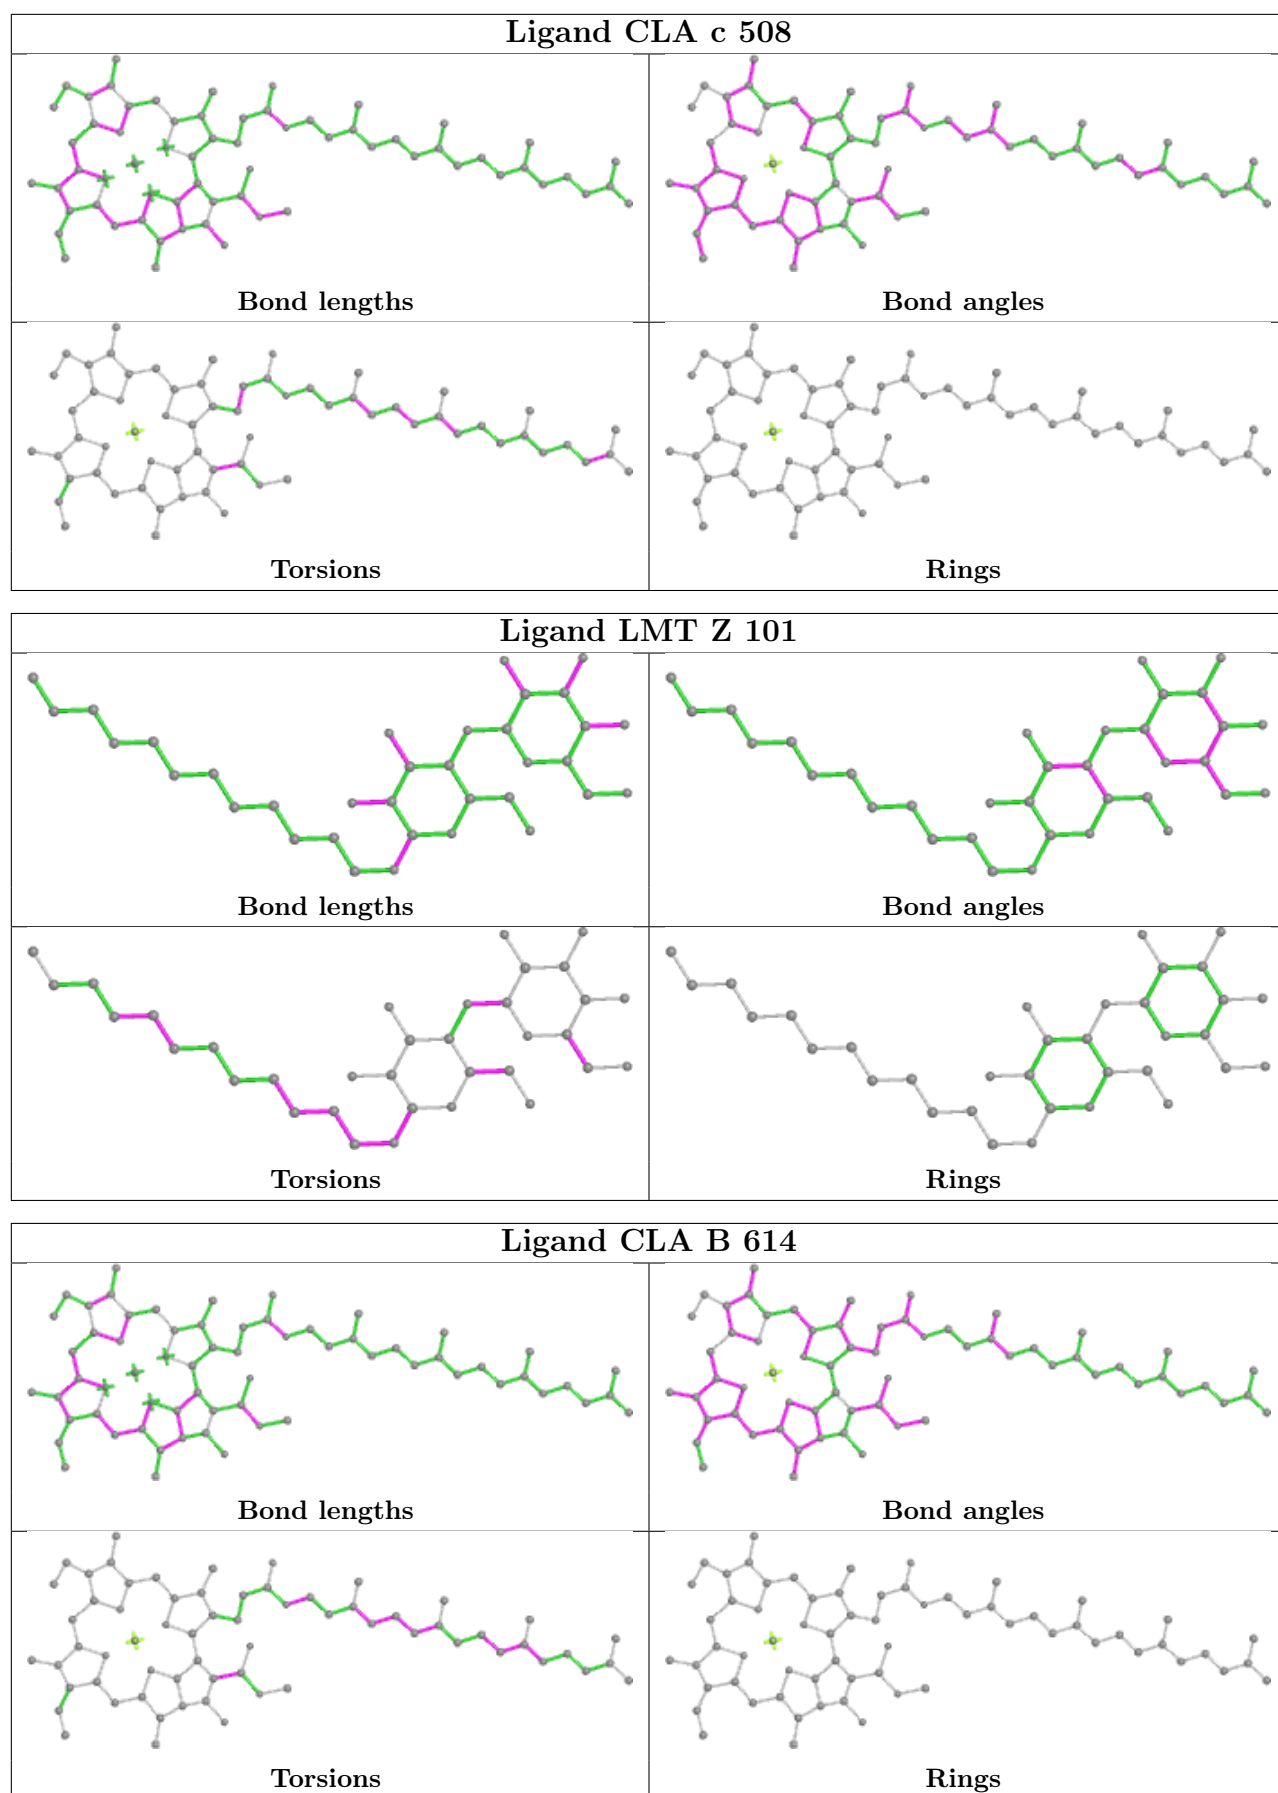 Ligand CLA c 508
Bond lengths
Bond angles
Torsions
Rings
Ligand LMT Z 101
Bond lengths
Bond angles
Torsions
Rings
Ligand CLA B 614
Bond lengths
Bond angles
Torsions
Rings